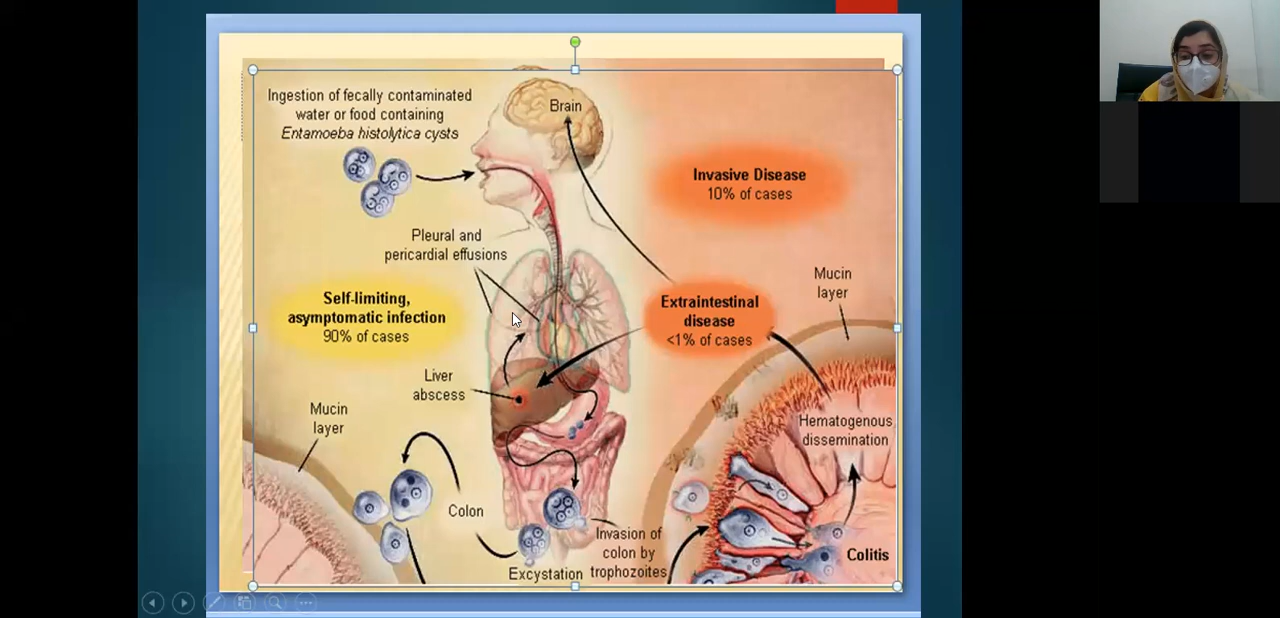 Ingestion of fecally contaminated
water or food containing
Entamoeba histolytica cysts
Brain
Invasive Disease
10% of cases
Pleural and
pericardial effusions
Mucin
layer
Self-limiting,
asymptomatic infection
90% of cases
Extraintestinal
disease
<1% of cases
Liver
abscess
Mucin
layer
Hematogenous
dissemination
Colon
Invasion of
colon by
trophozoites
Excystation
Colitis